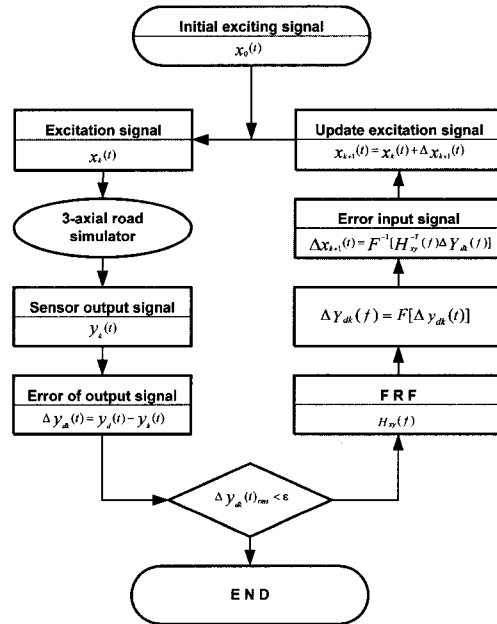 Initial exciting signal
x₀(t)
Excitation signal
xₖ(t)
3-axial road
simulator
Sensor output signal
yₖ(t)
Error of output signal
Δy_dk(t) = y_d(t) − yₖ(t)
Δy_dk(t)_rms < ε
END
FRF
H_xy(f)
ΔY_dk(f) = F[Δy_dk(t)]
Error input signal
Δxₖ₊₁(t) = F⁻¹[H_xy^-T(f)ΔY_dk(f)]
Update excitation signal
xₖ₊₁(t) = xₖ(t) + Δxₖ₊₁(t)